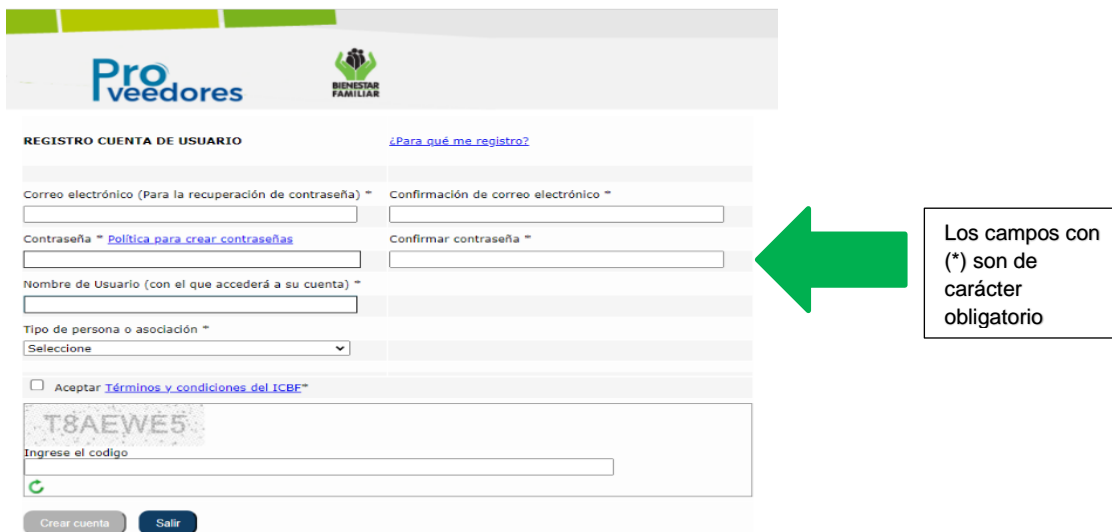 Pro
veedores
BIENESTAR
FAMILIAR
REGISTRO CUENTA DE USUARIO
¿Para qué me registro?
Correo electrónico (Para la recuperación de contraseña) *
Confirmación de correo electrónico *
Contraseña * Política para crear contraseñas
Confirmar contraseña *
Nombre de Usuario (con el que accederá a su cuenta) *
Tipo de persona o asociación *
Seleccione
Aceptar Términos y condiciones del ICBF*
T8AEWE5
Ingrese el codigo
Crear cuenta
Salir
Los campos con
(*) son de
carácter
obligatorio